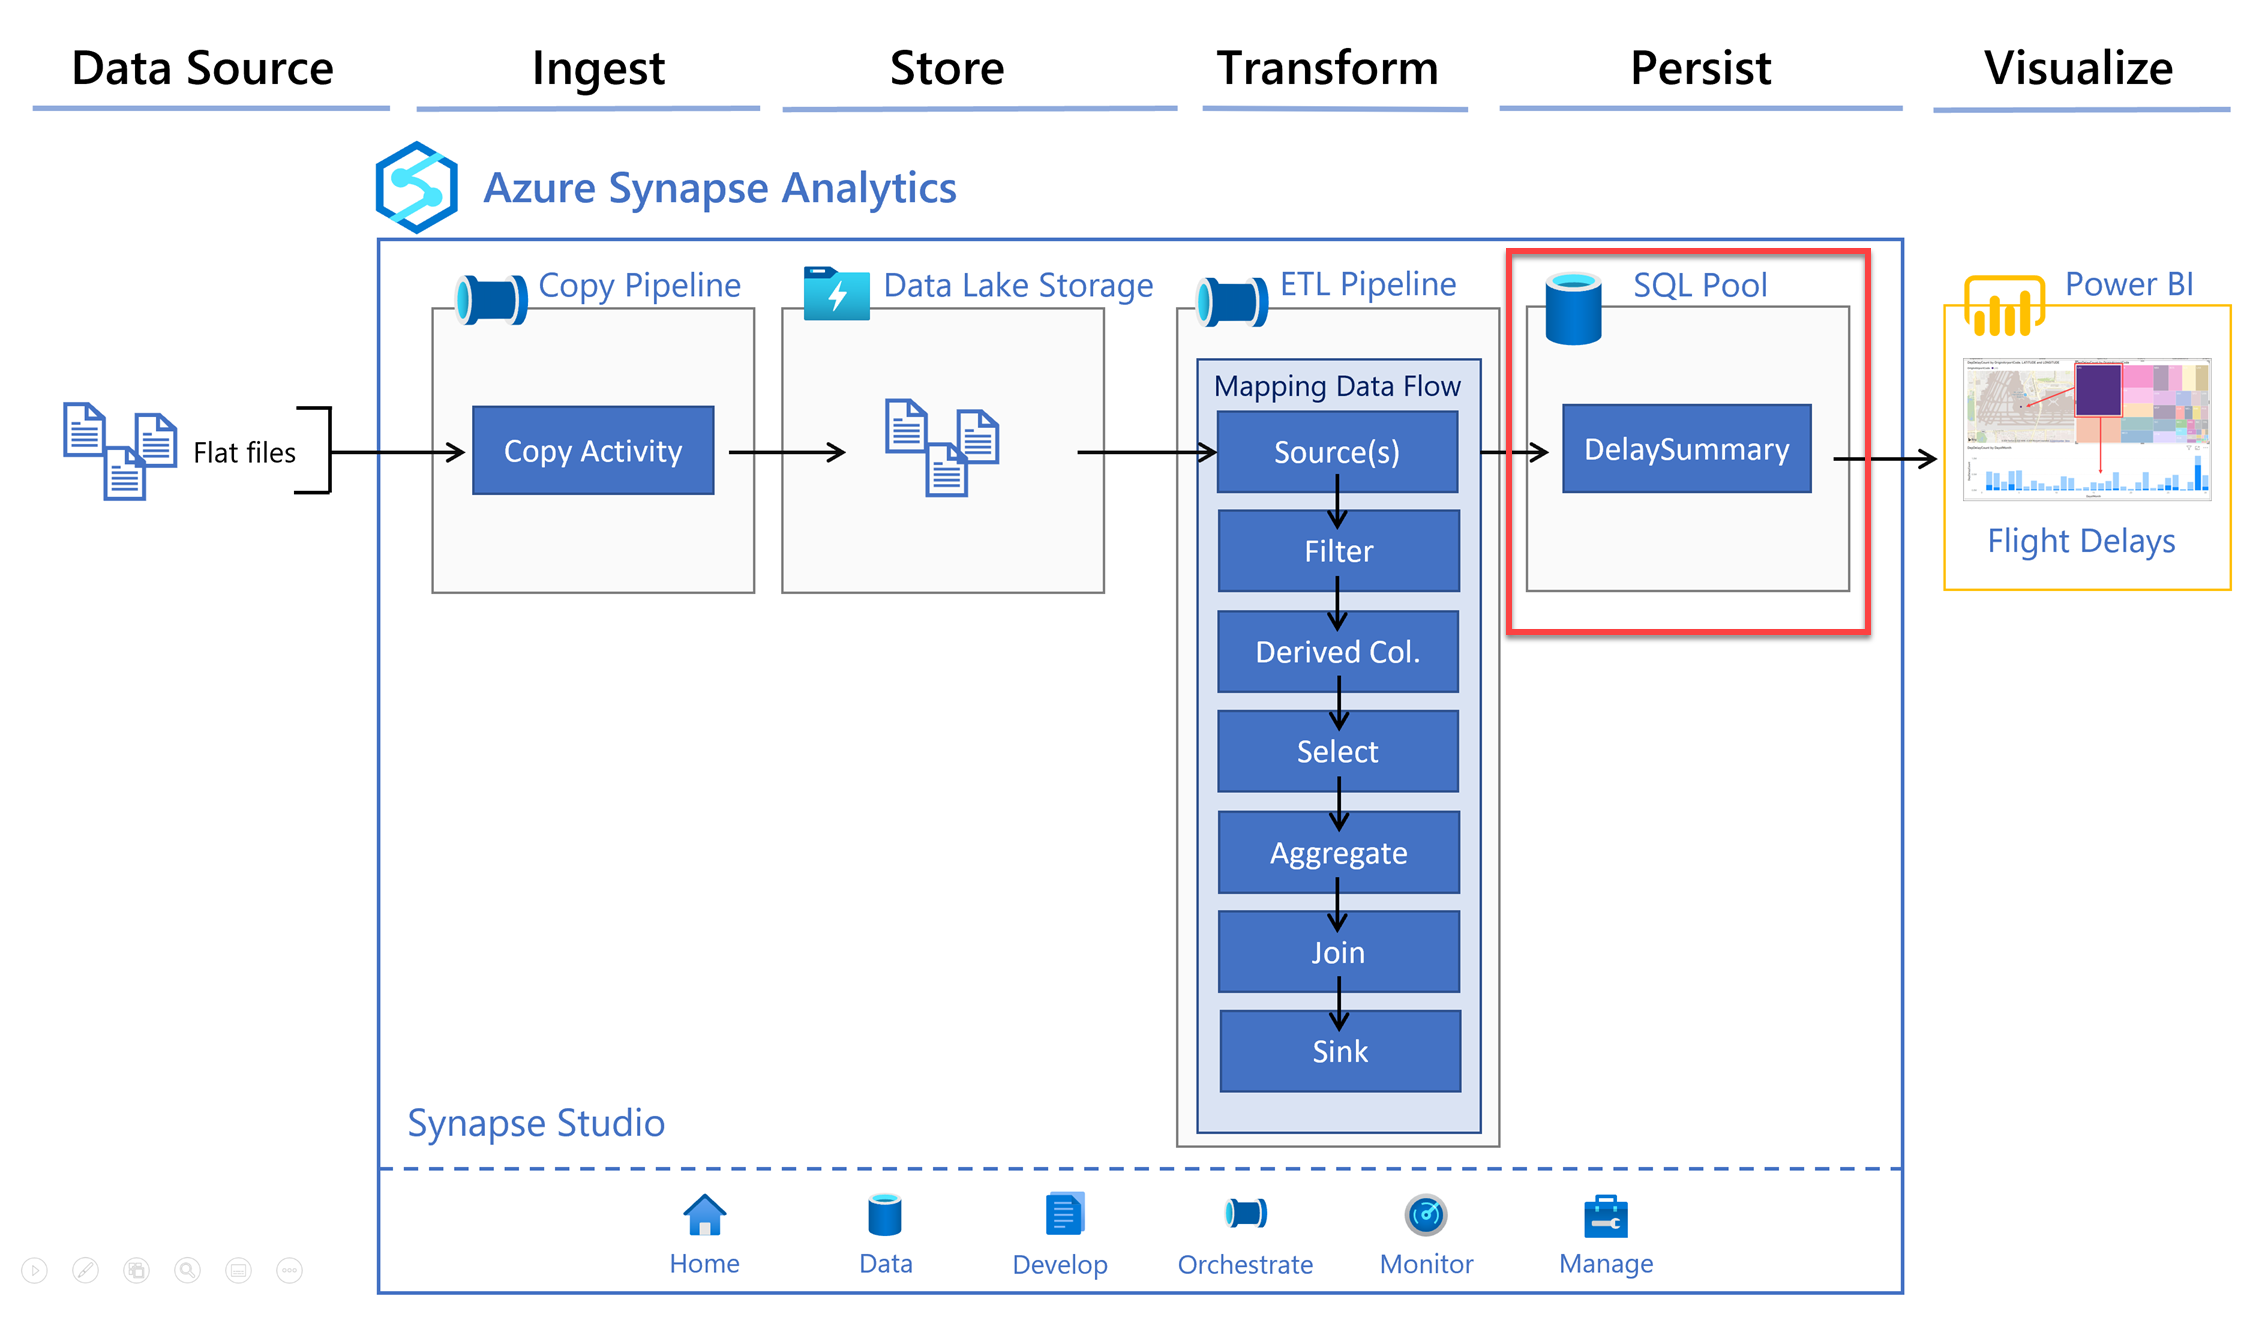 Data Source
Ingest
Store
Transform
Persist
Visualize
Azure Synapse Analytics
Copy Pipeline
Data Lake Storage
ETL Pipeline
SQL Pool
Power BI
Flat files
Copy Activity
Mapping Data Flow
Source(s)
Filter
Derived Col.
Select
Aggregate
Join
Sink
DelaySummary
Flight Delays
Synapse Studio
Home
Data
Develop
Orchestrate
Monitor
Manage